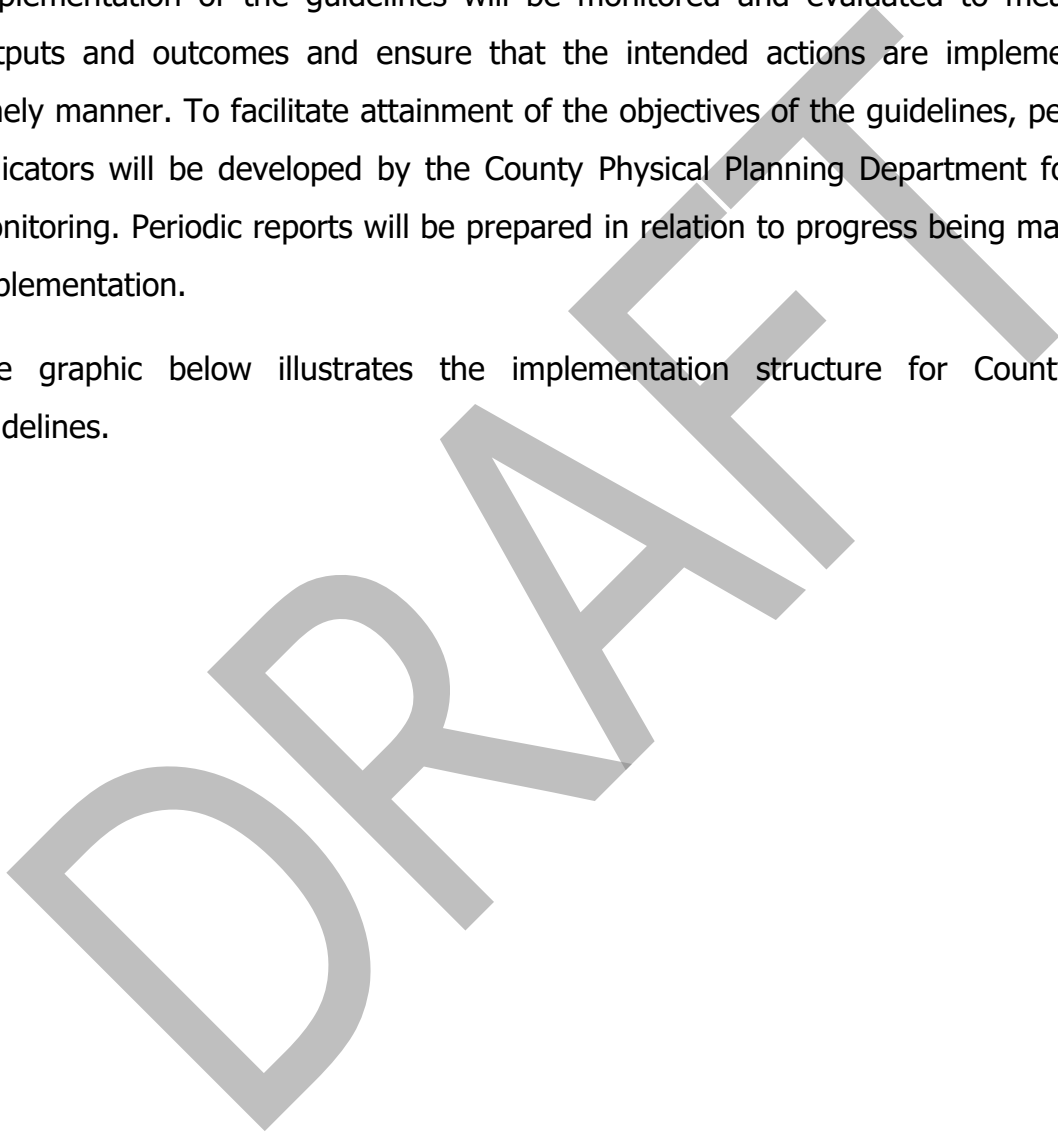 plementation of the guidelines will be monitored and evaluated to mea
tputs and outcomes and ensure that the intended actions are impleme
nely manner. To facilitate attainment of the objectives of the guidelines, pe
licators will be developed by the County Physical Planning Department fo
onitoring. Periodic reports will be prepared in relation to progress being ma
plementation.
e graphic below illustrates the implementation structure for Count
idelines.
DRAFT